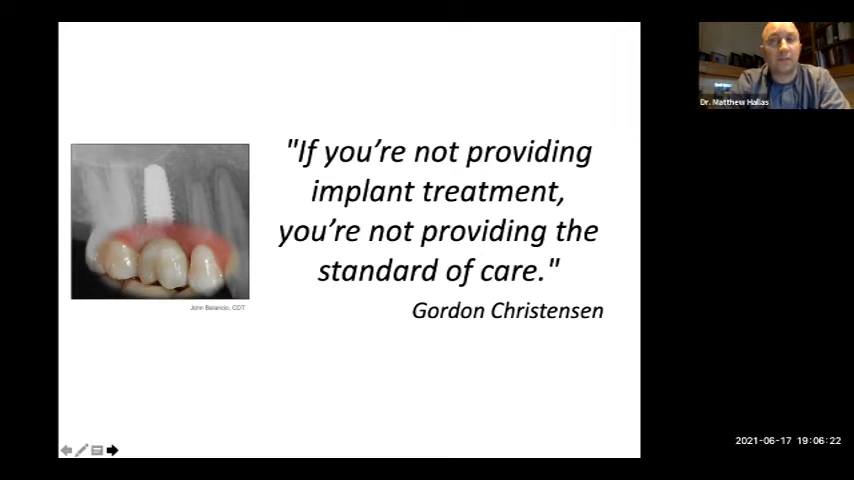 "If you're not providing
implant treatment,
you're not providing the
standard of care."
Gordon Christensen
John Balancio, CDT
Dr. Matthew Hallas
2021-06-17 19:06:22